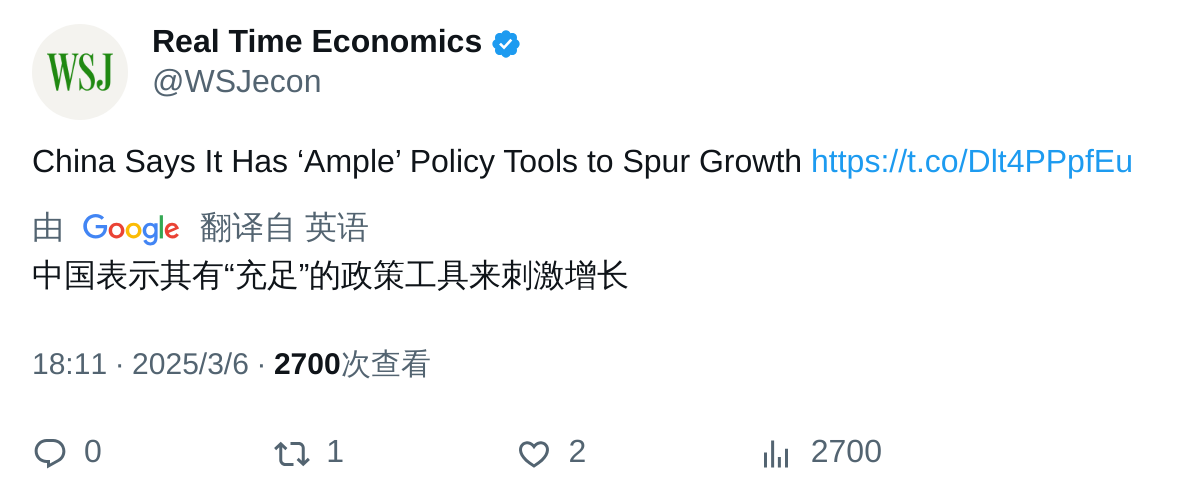 WSJ
Real Time Economics
@WSJecon
China Says It Has ‘Ample’ Policy Tools to Spur Growth https://t.co/Dlt4PPpfEu
由 Google 翻译自 英语
中国表示其有“充足”的政策工具来刺激增长
18:11 · 2025/3/6 · 2700次查看
0 1 2 2700